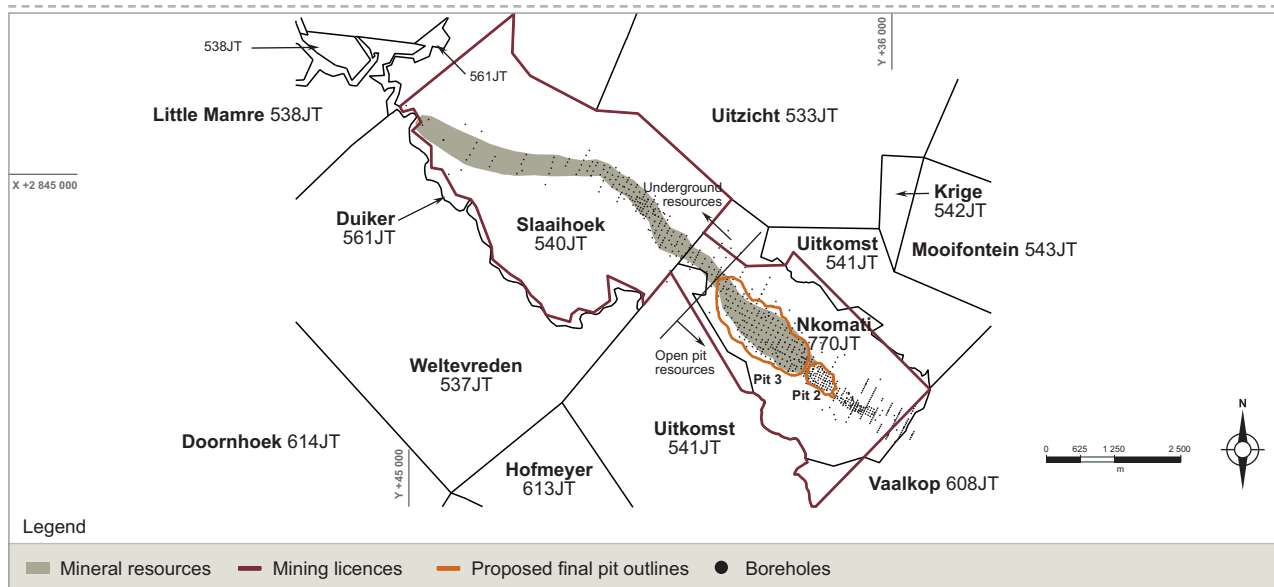 538JT
561JT
Y +36 000
Little Mamre 538JT
Uitzicht 533JT
X +2 845 000
Underground
resources
Krige
542JT
Duiker
561JT
Slaaihoek
540JT
Uitkomst
541JT
Mooifontein 543JT
Nkomati
770JT
Open pit
resources
Weltevreden
537JT
Pit 3
Pit 2
Doornhoek 614JT
Uitkomst
541JT
Y +45 000
Hofmeyer
613JT
Vaalkop 608JT
N
0 625 1 250 2 500
m
Legend
Mineral resources Mining licences Proposed final pit outlines Boreholes